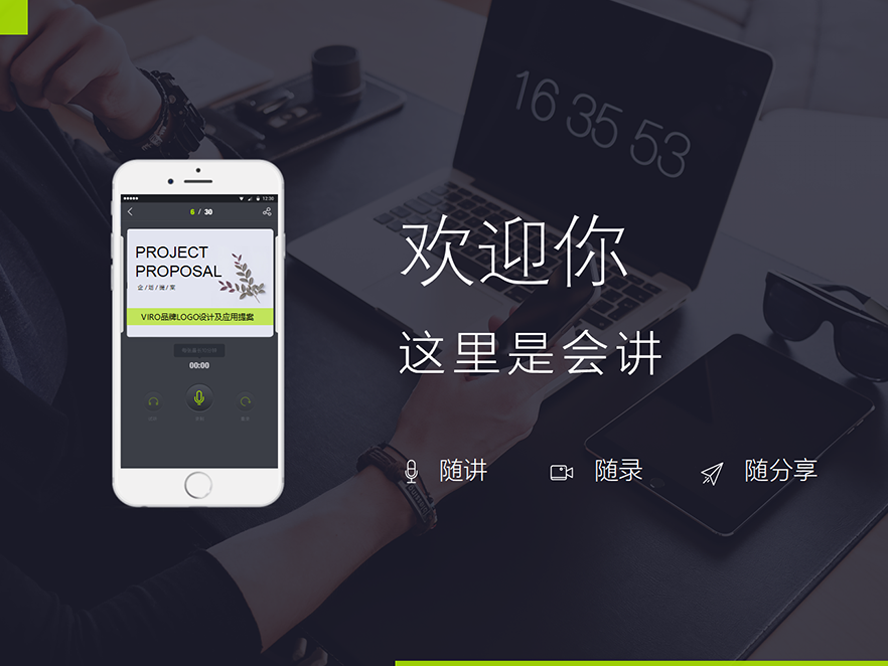 16 35 53
12:30
6 / 30
PROJECT
PROPOSAL
企/划/提/案
VIRO品牌LOGO设计及应用提案
00:00
欢迎你
这里是会讲
随讲
随录
随分享